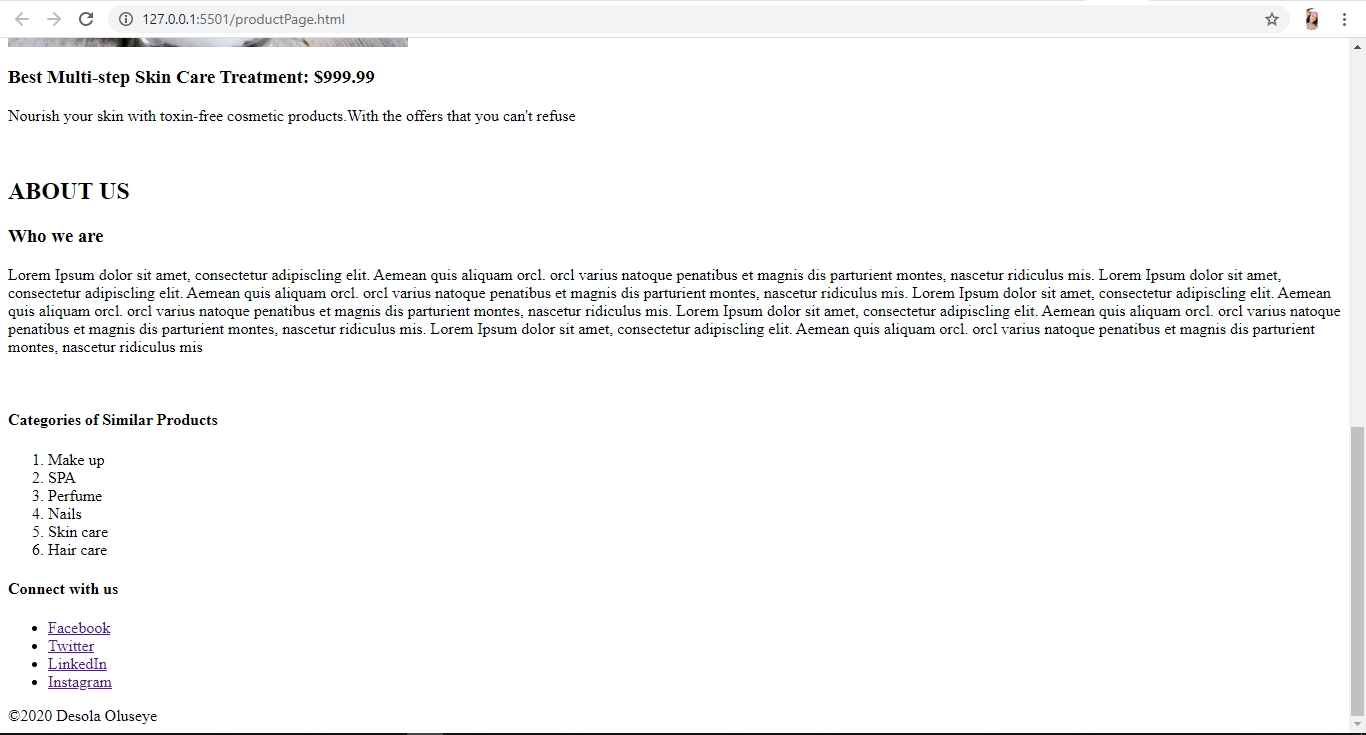 127.0.0.1:5501/productPage.html
Best Multi-step Skin Care Treatment: $999.99
Nourish your skin with toxin-free cosmetic products.With the offers that you can't refuse
ABOUT US
Who we are
Lorem Ipsum dolor sit amet, consectetur adipiscling elit. Aemean quis aliquam orcl. orcl varius natoque penatibus et magnis dis parturient montes, nascetur ridiculus mis. Lorem Ipsum dolor sit amet,
consectetur adipiscling elit. Aemean quis aliquam orcl. orcl varius natoque penatibus et magnis dis parturient montes, nascetur ridiculus mis. Lorem Ipsum dolor sit amet, consectetur adipiscling elit. Aemean
quis aliquam orcl. orcl varius natoque penatibus et magnis dis parturient montes, nascetur ridiculus mis. Lorem Ipsum dolor sit amet, consectetur adipiscling elit. Aemean quis aliquam orcl. orcl varius natoque
penatibus et magnis dis parturient montes, nascetur ridiculus mis. Lorem Ipsum dolor sit amet, consectetur adipiscling elit. Aemean quis aliquam orcl. orcl varius natoque penatibus et magnis dis parturient
montes, nascetur ridiculus mis
Categories of Similar Products
1. Make up
2. SPA
3. Perfume
4. Nails
5. Skin care
6. Hair care
Connect with us
• Facebook
• Twitter
• LinkedIn
• Instagram
©2020 Desola Oluseye